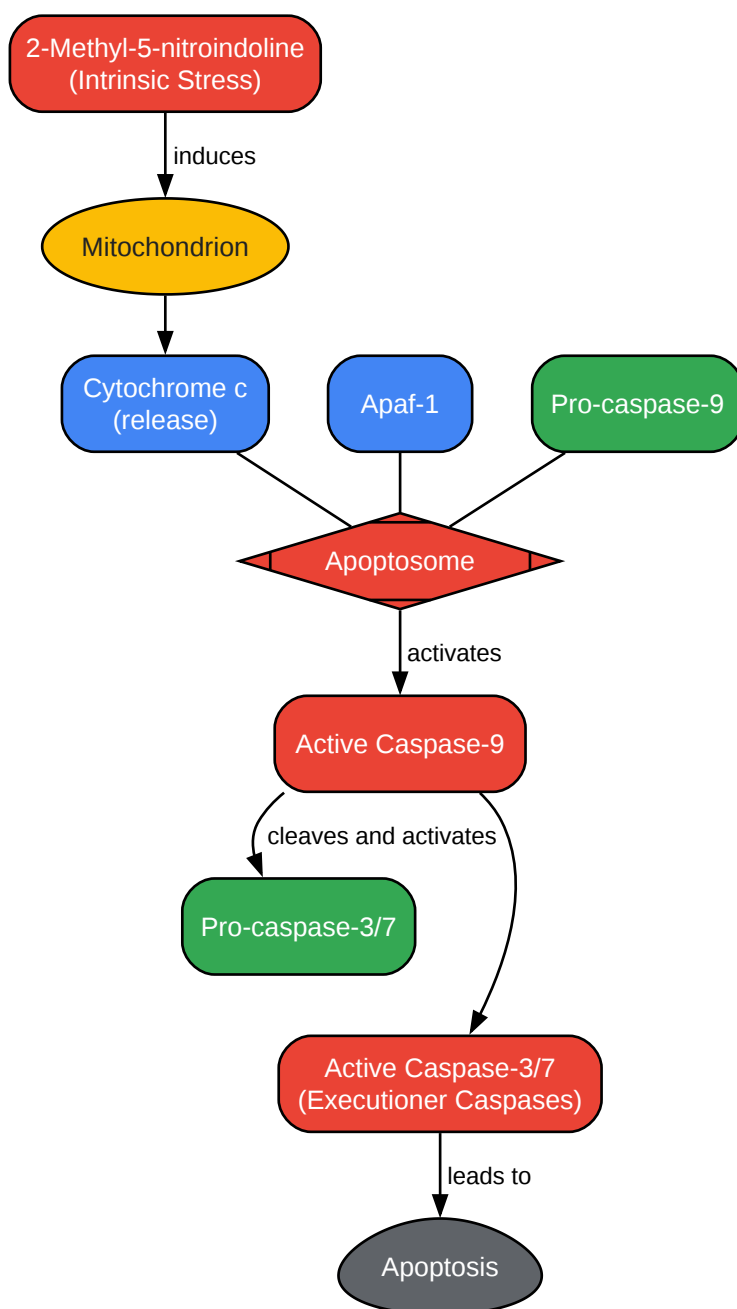 2-Methyl-5-nitroindoline
(Intrinsic Stress)
induces
Mitochondrion
Cytochrome c
(release)
Apaf-1
Pro-caspase-9
Apoptosome
activates
Active Caspase-9
cleaves and activates
Pro-caspase-3/7
Active Caspase-3/7
(Executioner Caspases)
leads to
Apoptosis